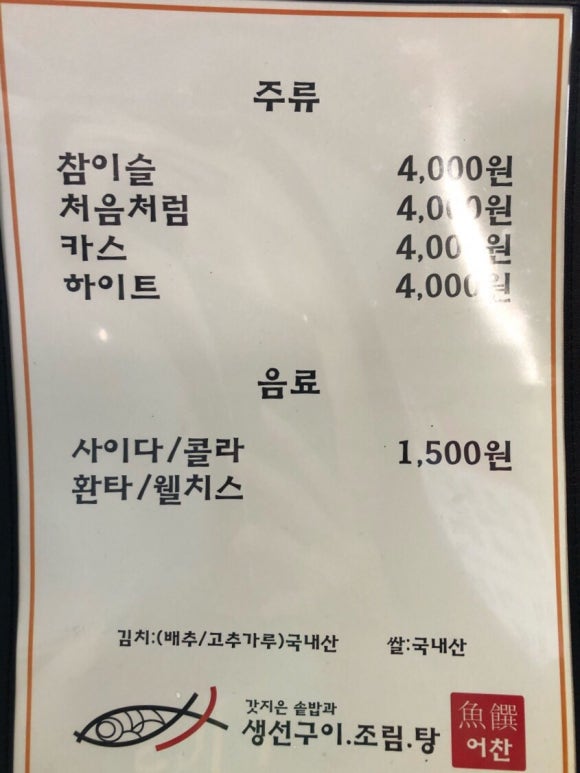 주류
참이슬 4,000원
처음처럼 4,000원
카스 4,000원
하이트 4,000원
음료
사이다/콜라 1,500원
환타/웰치스
김치:(배추/고추가루)국내산 쌀:국내산
갓지은 솥밥과
생선구이.조림.탕
魚饌
어찬